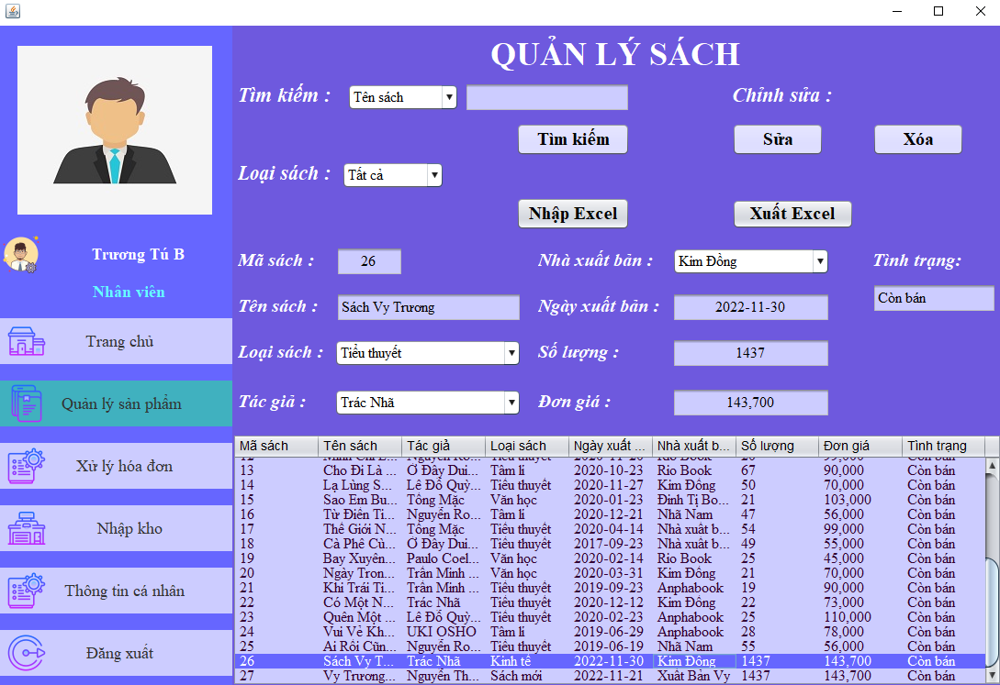 QUẢN LÝ SÁCH
Tìm kiếm : Tên sách Chỉnh sửa :
Tìm kiếm Sửa Xóa
Loại sách : Tất cả
Nhập Excel Xuất Excel
Trương Tú B
Nhân viên
Trang chủ
Quản lý sản phẩm
Xử lý hóa đơn
Nhập kho
Thông tin cá nhân
Đăng xuất
Mã sách : 26 Nhà xuất bản : Kim Đồng Tình trạng:
Tên sách : Sách Vy Trương Ngày xuất bản : 2022-11-30 Còn bán
Loại sách : Tiểu thuyết Số lượng : 1437
Tác giả : Trác Nhã Đơn giá : 143,700
Mã sách Tên sách Tác giả Loại sách Ngày xuất ... Nhà xuất b... Số lượng Đơn giá Tình trạng
13 Cho Đi Là ... Ở Đây Dui... Tâm lí 2020-10-23 Rio Book 67 90,000 Còn bán
14 Lạ Lùng S... Lê Đỗ Quỳ... Tiểu thuyết 2020-11-27 Kim Đồng 50 70,000 Còn bán
15 Sao Em Bu... Tống Mặc Văn học 2020-01-23 Đinh Tị Bo... 21 103,000 Còn bán
16 Từ Điển Ti... Nguyễn Ro... Tâm lí 2020-12-21 Nhã Nam 47 56,000 Còn bán
17 Thế Giới N... Tống Mặc Tiểu thuyết 2020-04-14 Nhà xuất b... 54 99,000 Còn bán
18 Cà Phê Cù... Ở Đây Dui... Tiểu thuyết 2017-09-23 Nhà xuất b... 49 55,000 Còn bán
19 Bay Xuyên... Paulo Coel... Văn học 2020-02-14 Rio Book 25 45,000 Còn bán
20 Ngày Tron... Trần Minh ... Văn học 2020-03-31 Kim Đồng 21 70,000 Còn bán
21 Khi Trái Ti... Trần Minh ... Tiểu thuyết 2019-09-23 Anphabook 19 90,000 Còn bán
22 Có Một N... Trác Nhã Tiểu thuyết 2020-12-12 Kim Đồng 22 73,000 Còn bán
23 Quên Một ... Lê Đỗ Quỳ... Tiểu thuyết 2020-02-23 Anphabook 25 110,000 Còn bán
24 Vui Vẻ Kh... UKI OSHO Tâm lí 2019-06-29 Anphabook 28 78,000 Còn bán
25 Ai Rồi Cũn... Nguyễn Ro... Tiểu thuyết 2019-06-19 Nhã Nam 55 56,000 Còn bán
26 Sách Vy T... Trác Nhã Kinh tế 2022-11-30 Kim Đồng 1437 143,700 Còn bán
27 Vy Trương... Nguyễn Th... Sách mới 2022-11-21 Xuất Bản Vy 1437 143,700 Còn bán